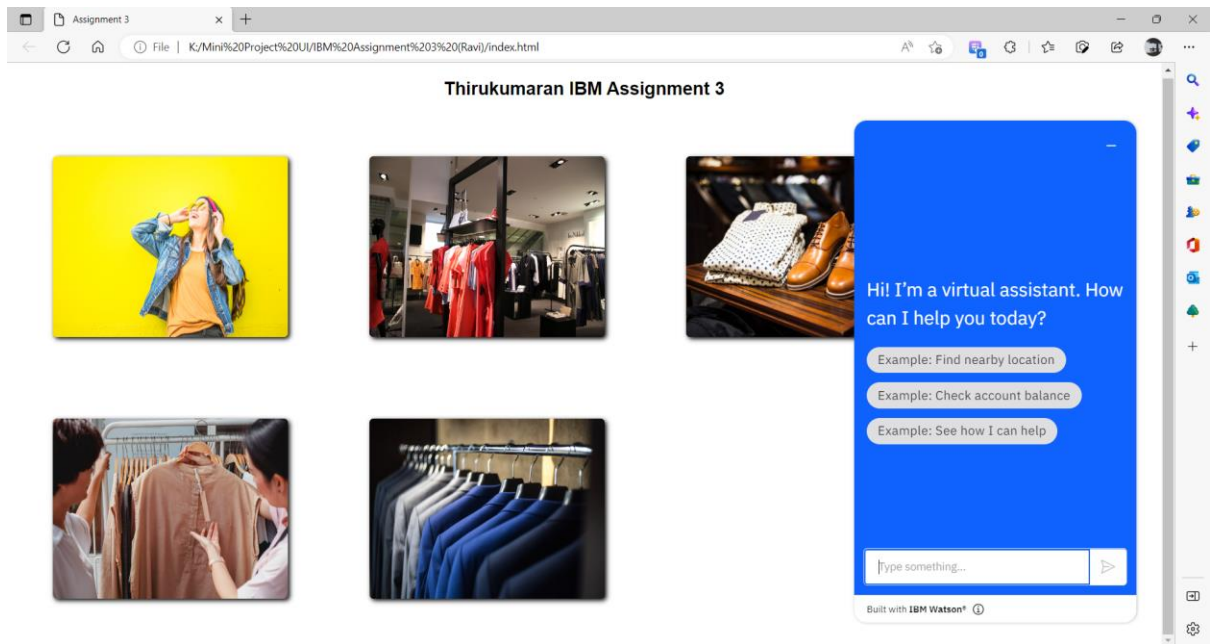 Assignment 3
File
K:/Mini%20Project%20UI/IBM%20Assignment%203%20(Ravi)/index.html
Thirukumaran IBM Assignment 3
Hi! I'm a virtual assistant. How
can I help you today?
Example: Find nearby location
Example: Check account balance
Example: See how I can help
Type something...
Built with IBM Watson®